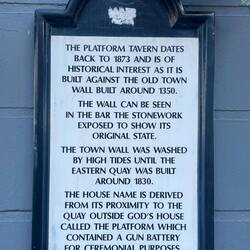 THE PLATFORM TAVERN DATES
BACK TO 1873 AND IS OF
HISTORICAL INTEREST AS IT IS
BUILT AGAINST THE OLD TOWN
WALL BUILT AROUND 1350.
THE WALL CAN BE SEEN
IN THE BAR THE STONEWORK
EXPOSED TO SHOW ITS
ORIGINAL STATE.
THE TOWN WALL WAS WASHED
BY HIGH TIDES UNTIL THE
EASTERN QUAY WAS BUILT
AROUND 1830.
THE HOUSE NAME IS DERIVED
FROM ITS PROXIMITY TO THE
QUAY OUTSIDE GOD'S HOUSE
CALLED THE PLATFORM WHICH
CONTAINED A GUN BATTERY
FOR CEREMONIAL PURPOSES